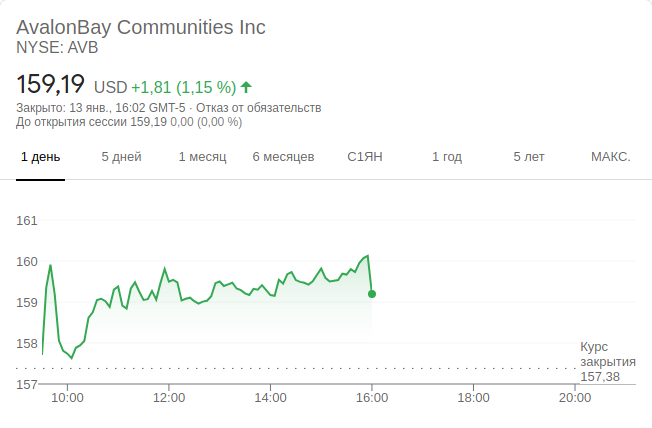 AvalonBay Communities Inc
NYSE: AVB
159,19 USD +1,81 (1,15 %)
Закрыто: 13 янв., 16:02 GMT-5 · Отказ от обязательств
До открытия сессии 159,19 0,00 (0,00 %)
1 день 5 дней 1 месяц 6 месяцев С1ЯН 1 год 5 лет МАКС.
161
160
159
158
Курс
закрытия
157,38
157
10:00 12:00 14:00 16:00 18:00 20:00